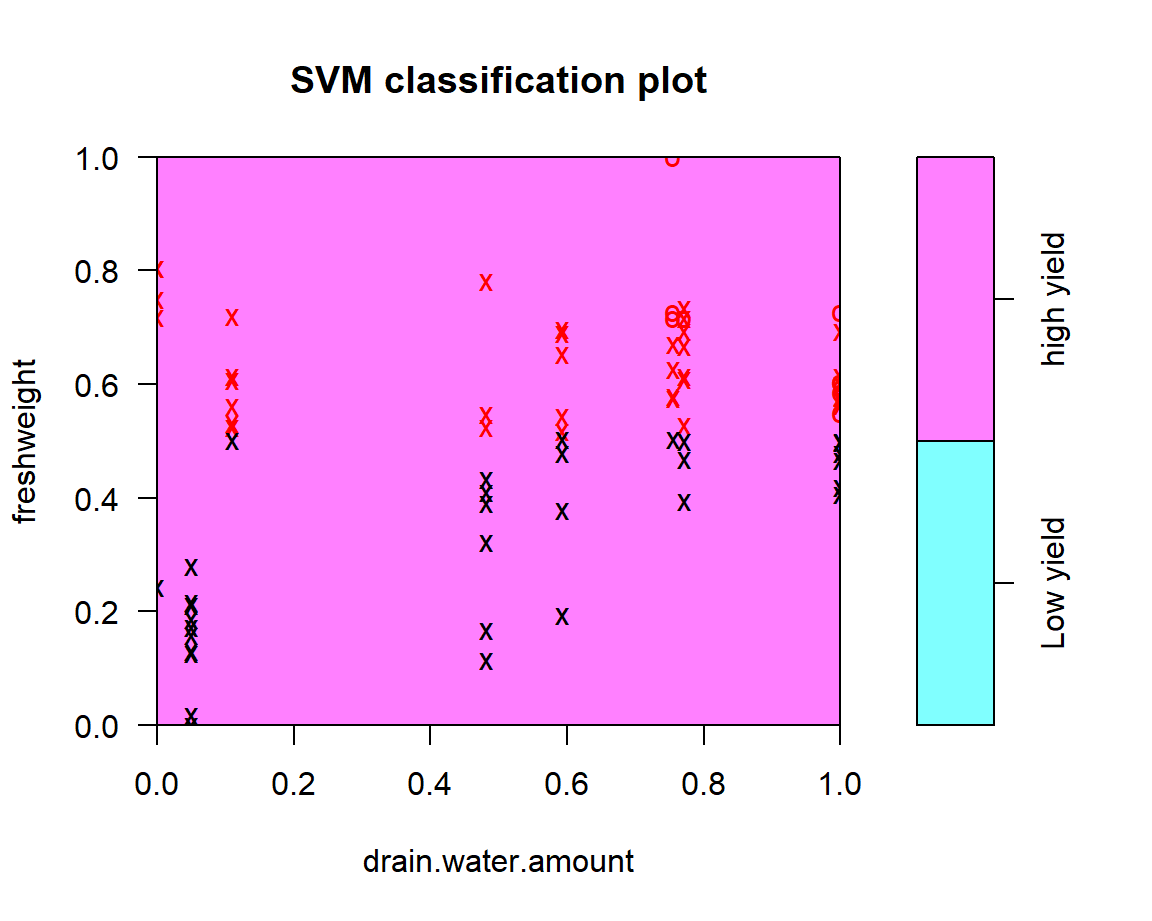 SVM classification plot
1.0
0.8
0.6
0.4
0.2
0.0
freshweight
0.0 0.2 0.4 0.6 0.8 1.0
drain.water.amount
high yield
Low yield